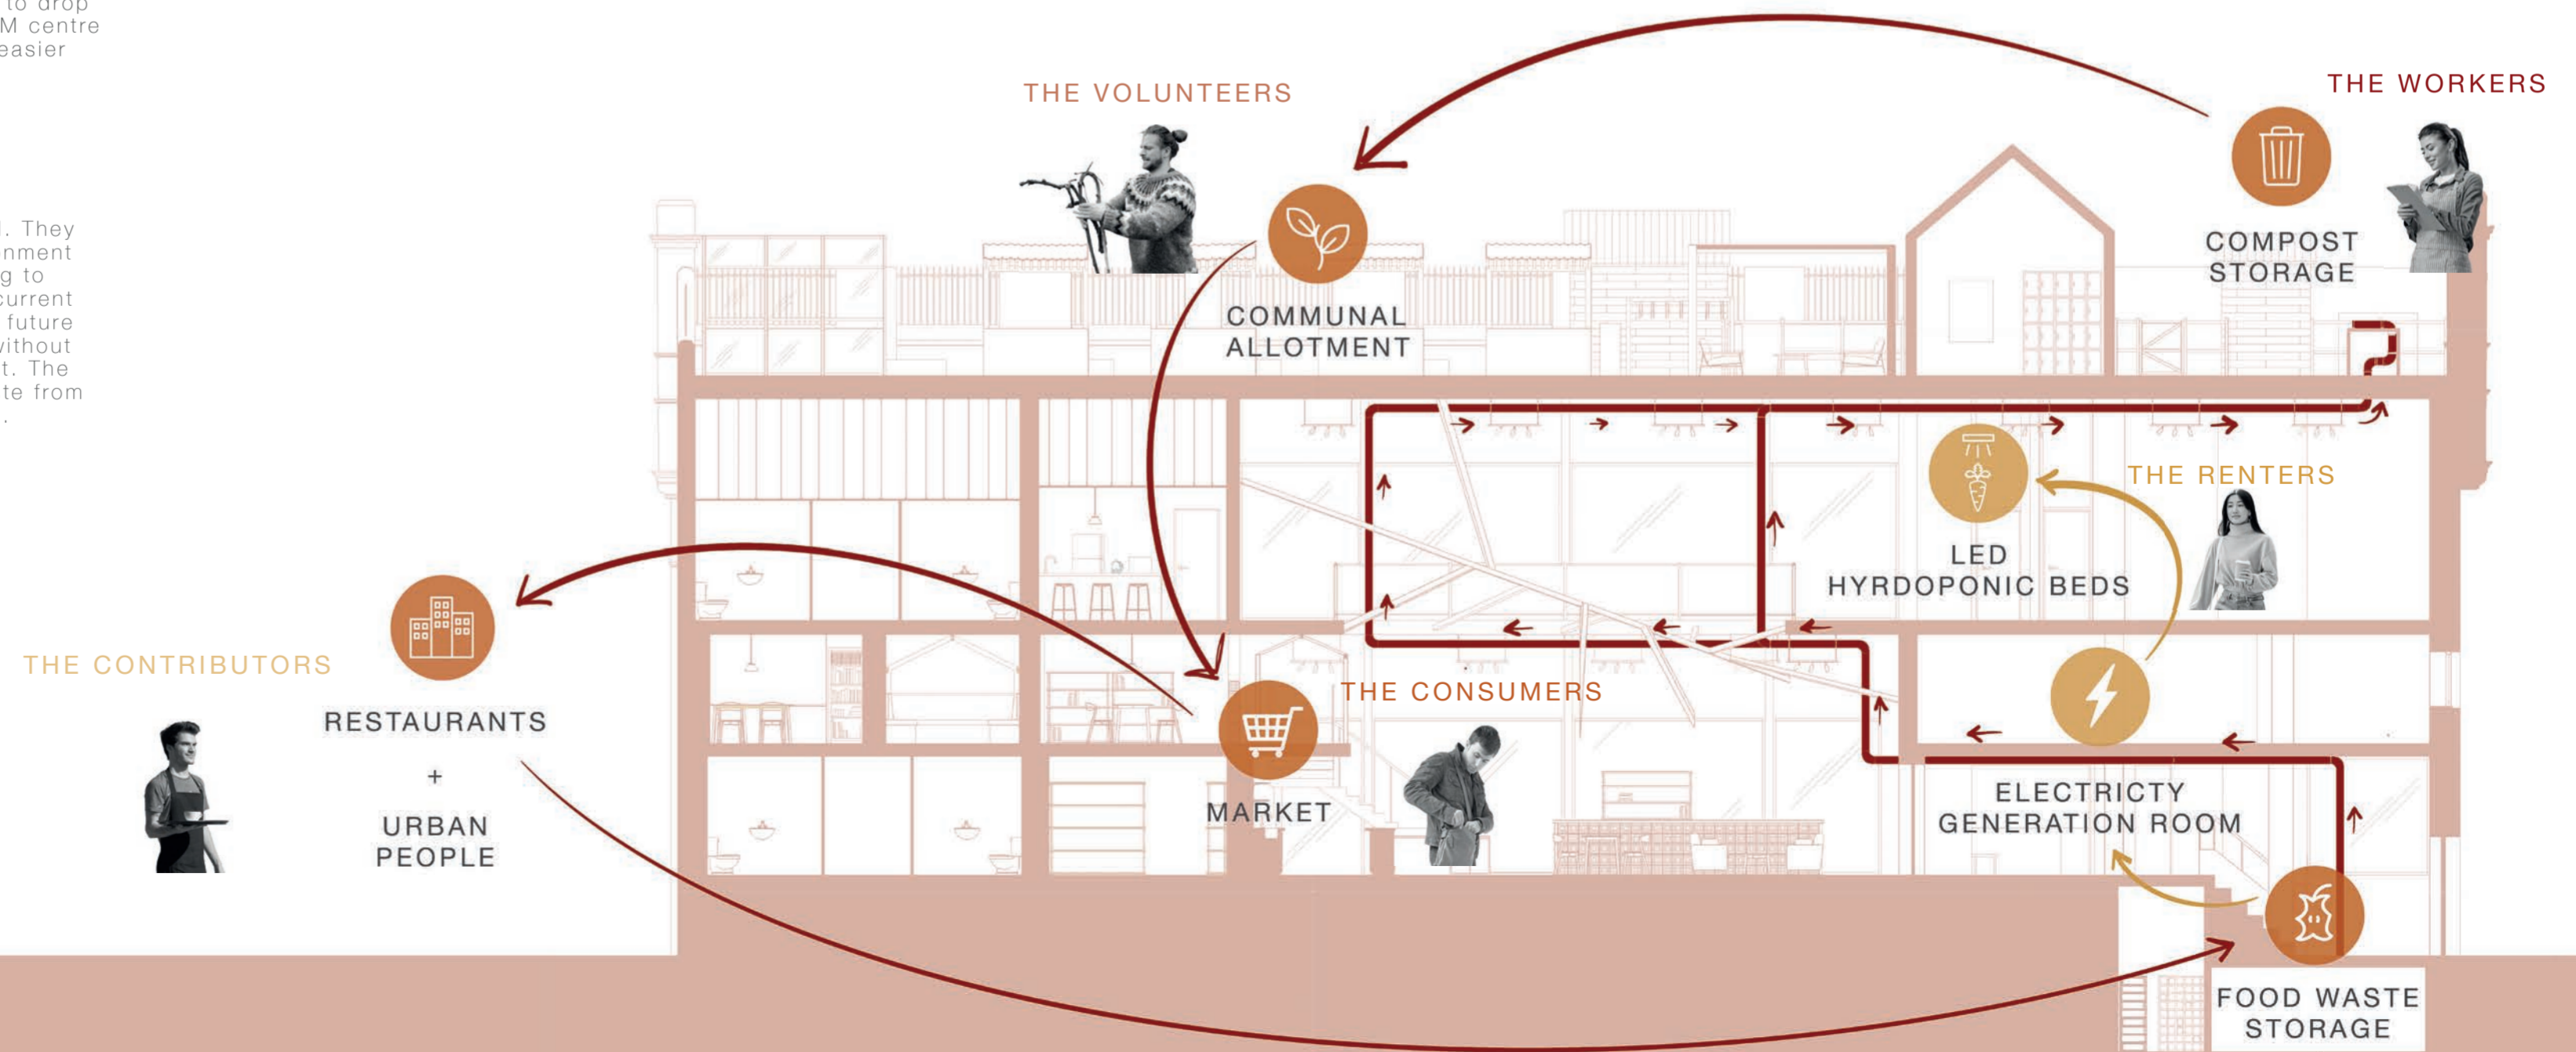 to drop
M centre
easier
. They
nment
g to
current
future
vithout
t. The
te from
.
THE VOLUNTEERS
THE WORKERS
COMPOST
STORAGE
COMMUNAL
ALLOTMENT
THE RENTERS
LED
HYRDOPONIC BEDS
THE CONTRIBUTORS
RESTAURANTS
+
URBAN
PEOPLE
THE CONSUMERS
MARKET
ELECTRICTY
GENERATION ROOM
FOOD WASTE
STORAGE